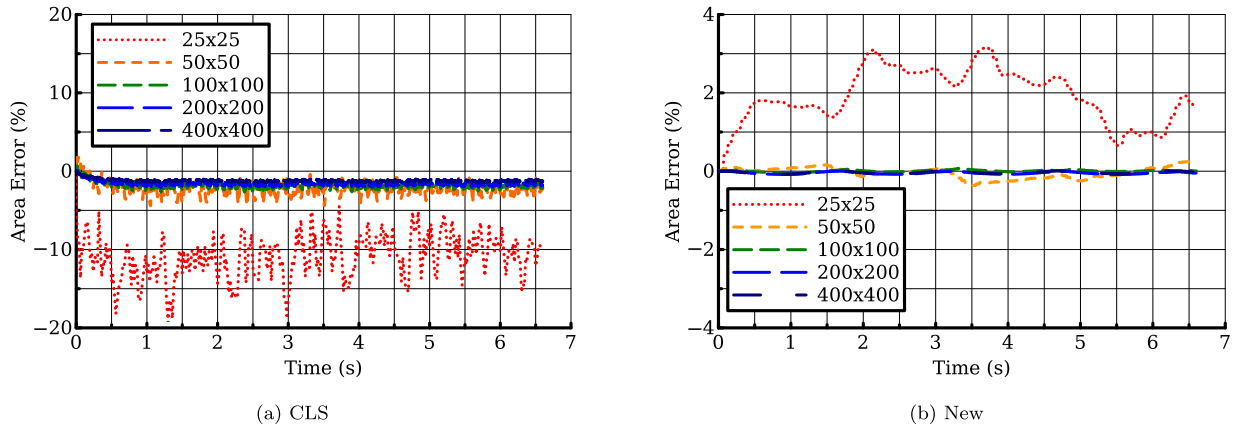 20
10
0
−10
−20
Area Error (%)
25x25
50x50
100x100
200x200
400x400
0 1 2 3 4 5 6 7
Time (s)
(a) CLS
4
2
0
−2
−4
Area Error (%)
25x25
50x50
100x100
200x200
400x400
0 1 2 3 4 5 6 7
Time (s)
(b) New